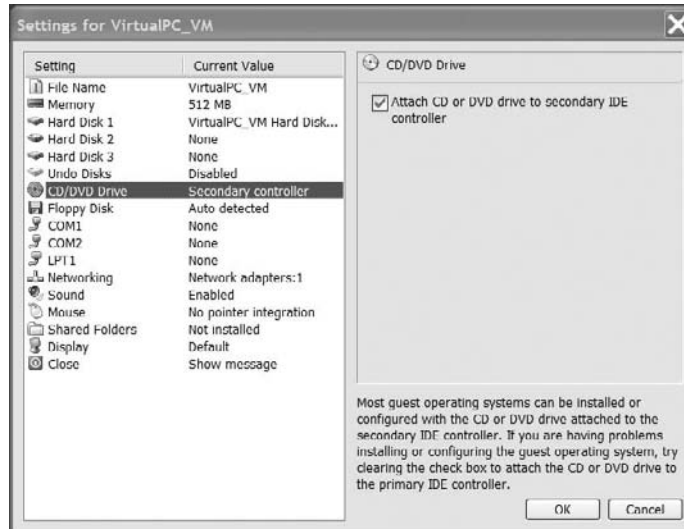 Settings for VirtualPC_VM
Setting Current Value
File Name VirtualPC_VM
Memory 512 MB
Hard Disk 1 VirtualPC_VM Hard Disk...
Hard Disk 2 None
Hard Disk 3 None
Undo Disks Disabled
CD/DVD Drive Secondary controller
Floppy Disk Auto detected
COM1 None
COM2 None
LPT1 None
Networking Network adapters:1
Sound Enabled
Mouse No pointer integration
Shared Folders Not installed
Display Default
Close Show message
CD/DVD Drive
Attach CD or DVD drive to secondary IDE
controller
Most guest operating systems can be installed or
configured with the CD or DVD drive attached to the
secondary IDE controller. If you are having problems
installing or configuring the guest operating system, try
clearing the check box to attach the CD or DVD drive to
the primary IDE controller.
OK Cancel